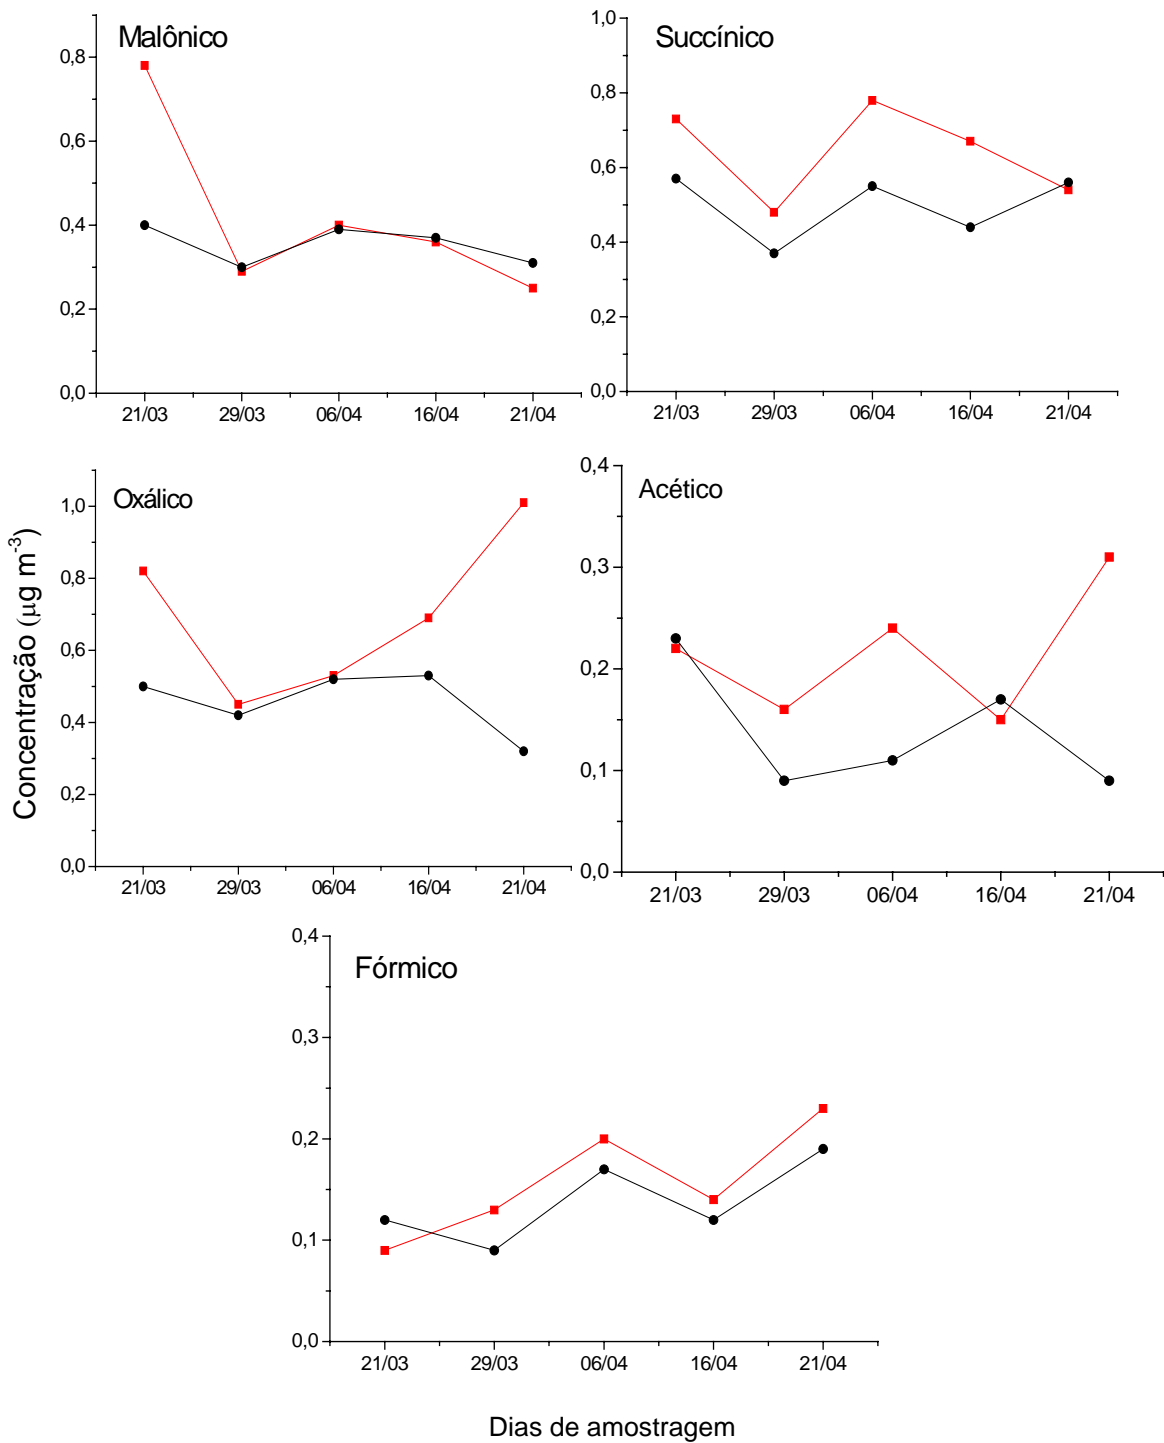 Malônico
0,8
0,6
0,4
0,2
0,0
21/03 29/03 06/04 16/04 21/04
Succínico
1,0
0,8
0,6
0,4
0,2
0,0
21/03 29/03 06/04 16/04 21/04
Concentração (µg m-3)
Oxálico
1,0
0,8
0,6
0,4
0,2
0,0
21/03 29/03 06/04 16/04 21/04
Acético
0,4
0,3
0,2
0,1
0,0
21/03 29/03 06/04 16/04 21/04
Fórmico
0,4
0,3
0,2
0,1
0,0
21/03 29/03 06/04 16/04 21/04
Dias de amostragem